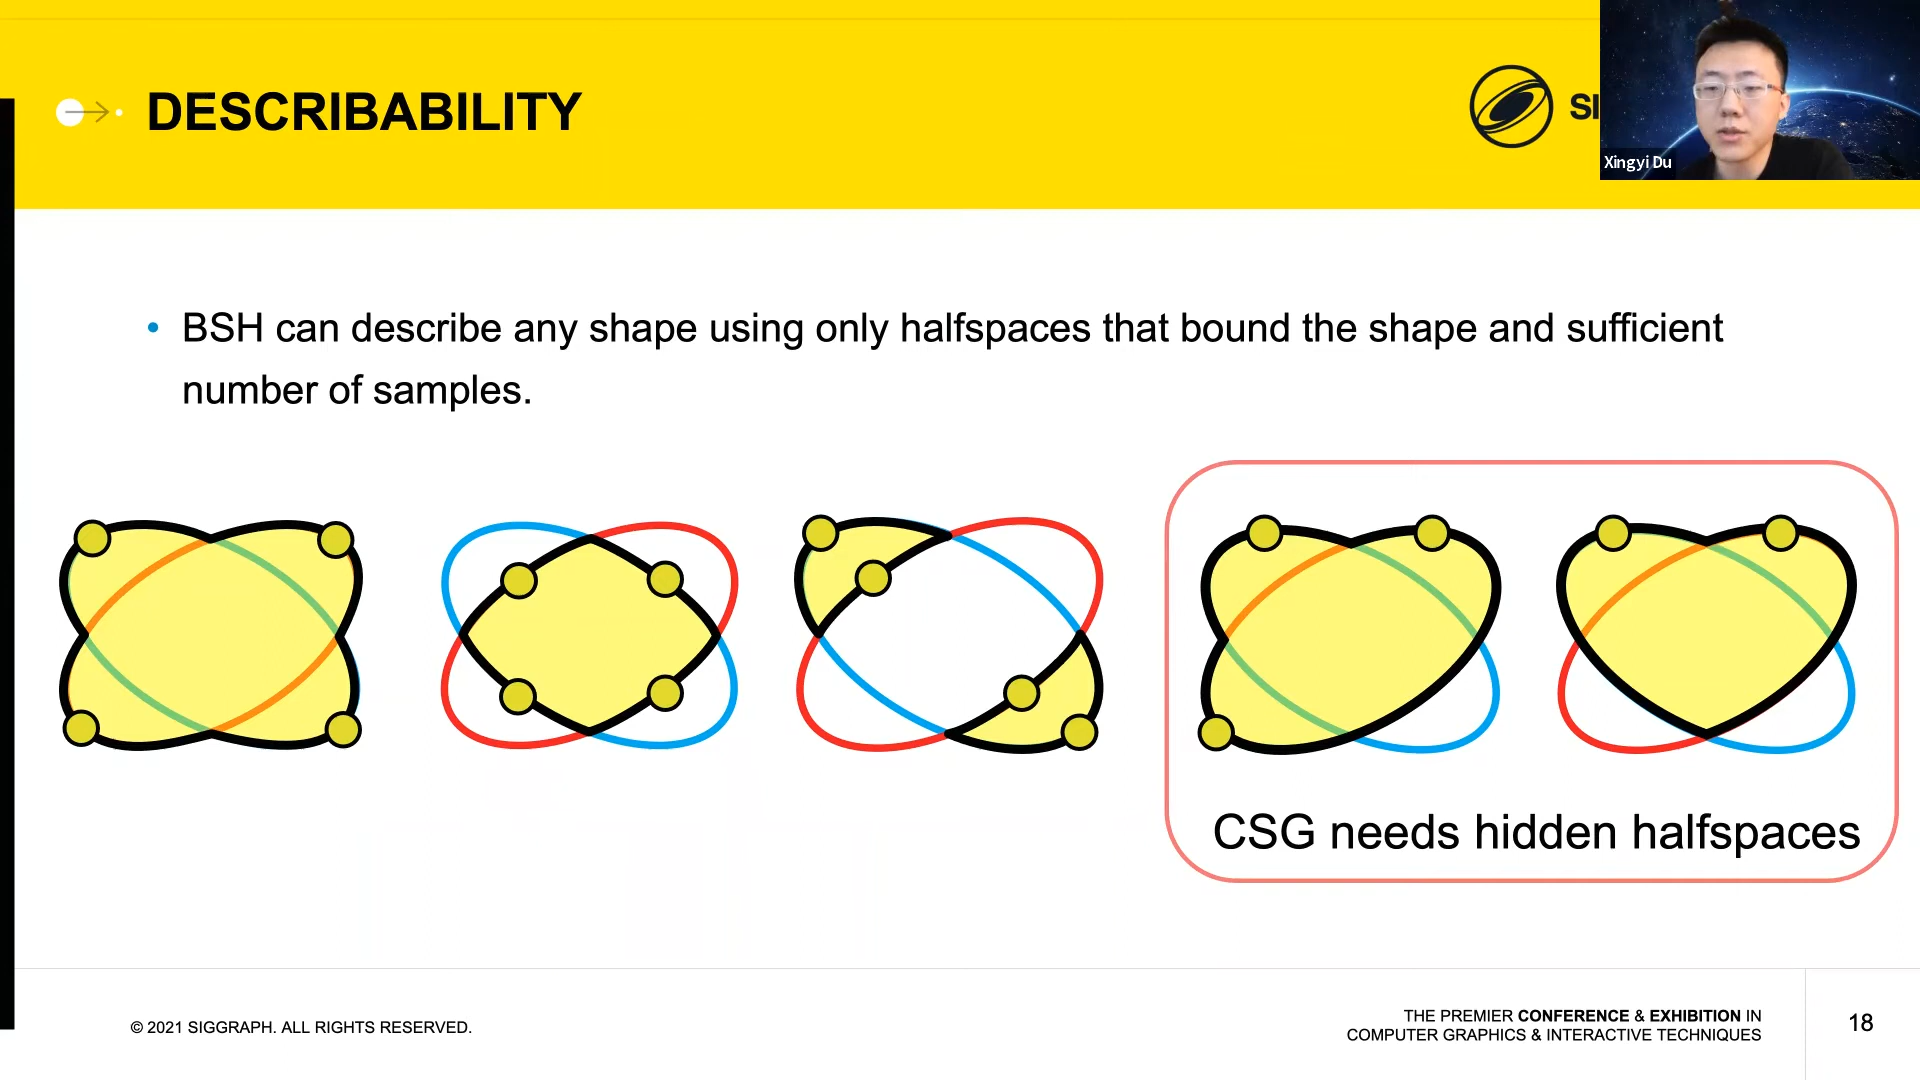 DESCRIBABILITY
SI
Xingyi Du
• BSH can describe any shape using only halfspaces that bound the shape and sufficient
number of samples.
CSG needs hidden halfspaces
© 2021 SIGGRAPH. ALL RIGHTS RESERVED.
THE PREMIER CONFERENCE & EXHIBITION IN
COMPUTER GRAPHICS & INTERACTIVE TECHNIQUES
18